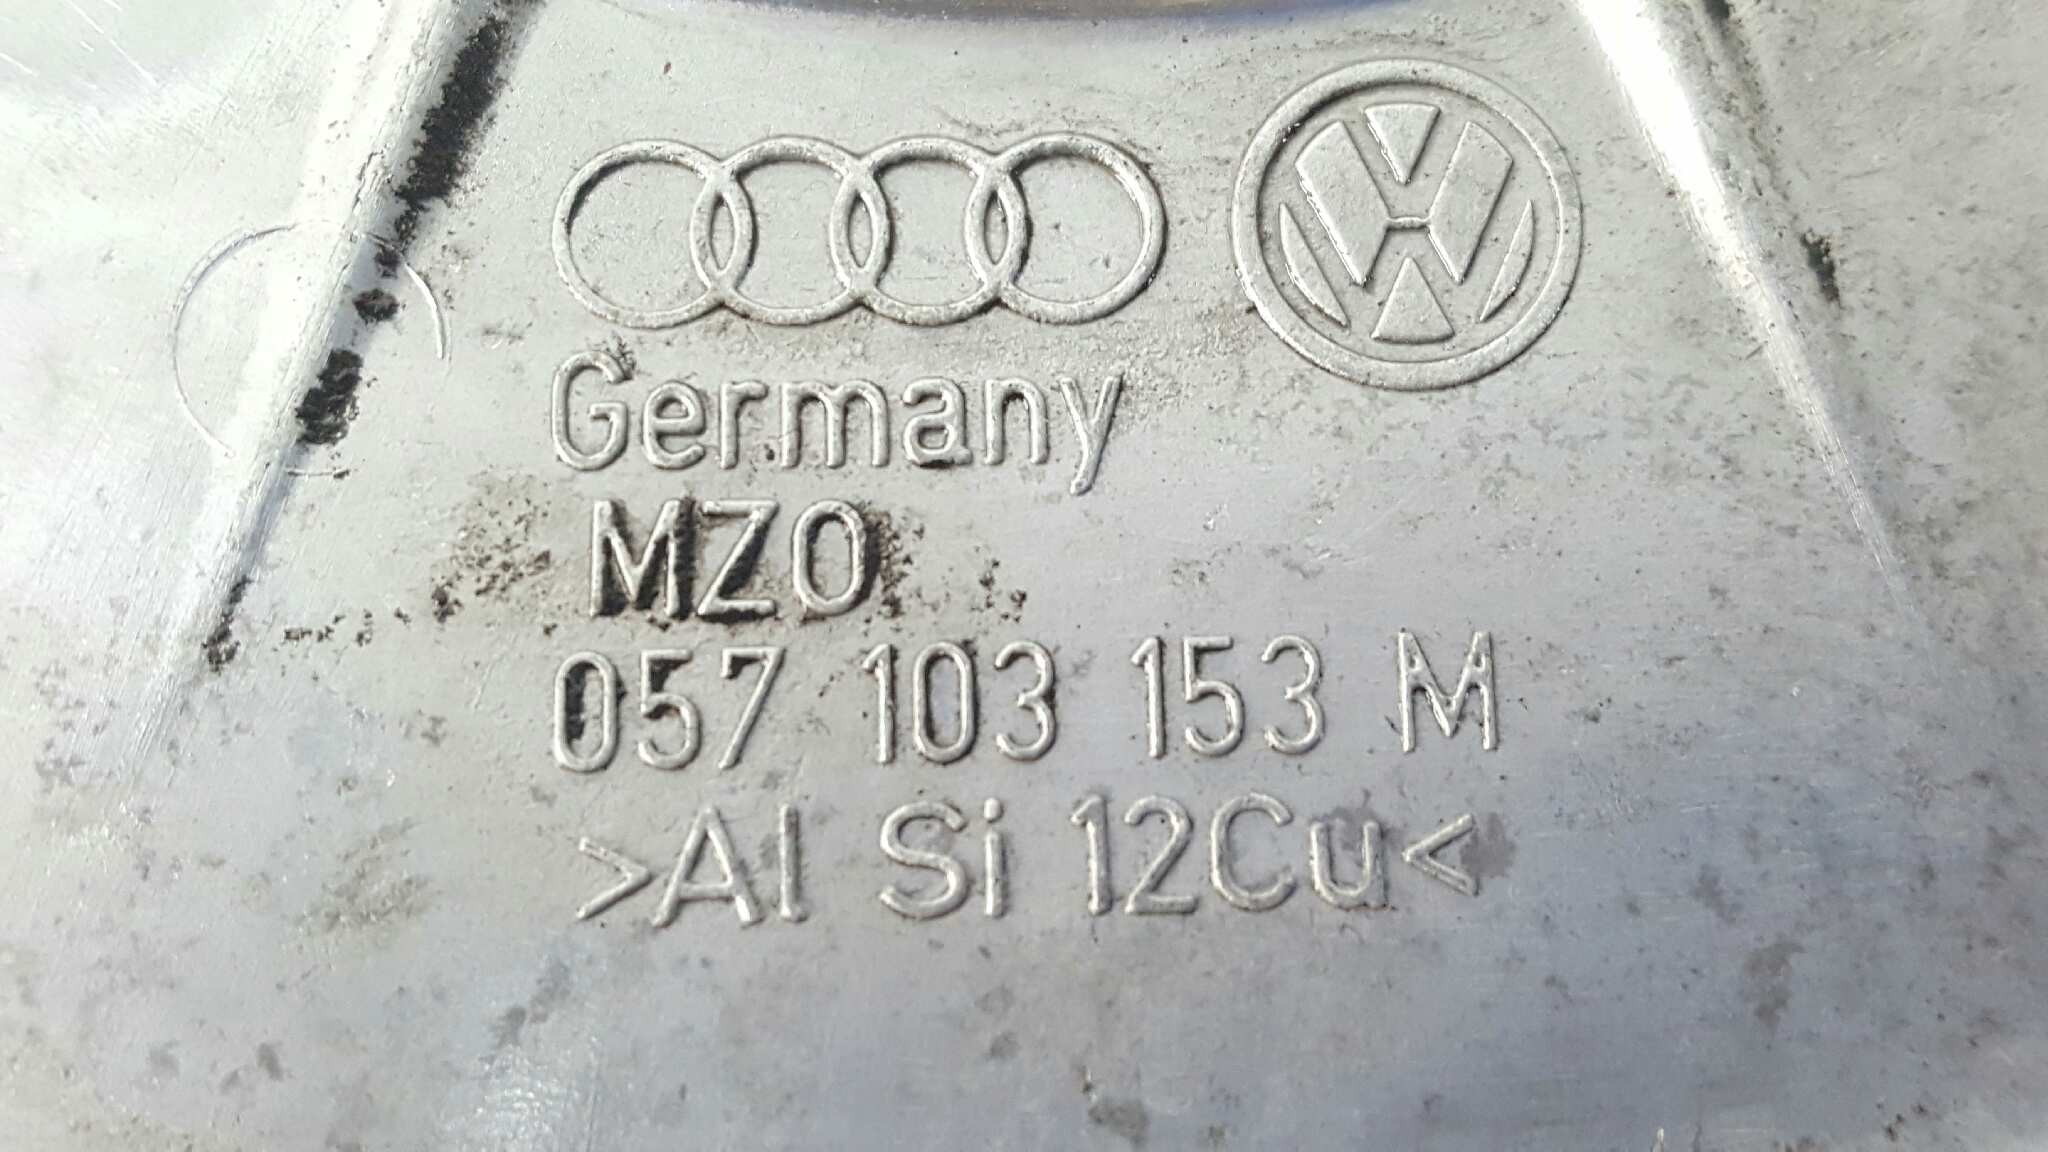 Germany
MZO
057 103 153 M
>Al Si 12Cu<